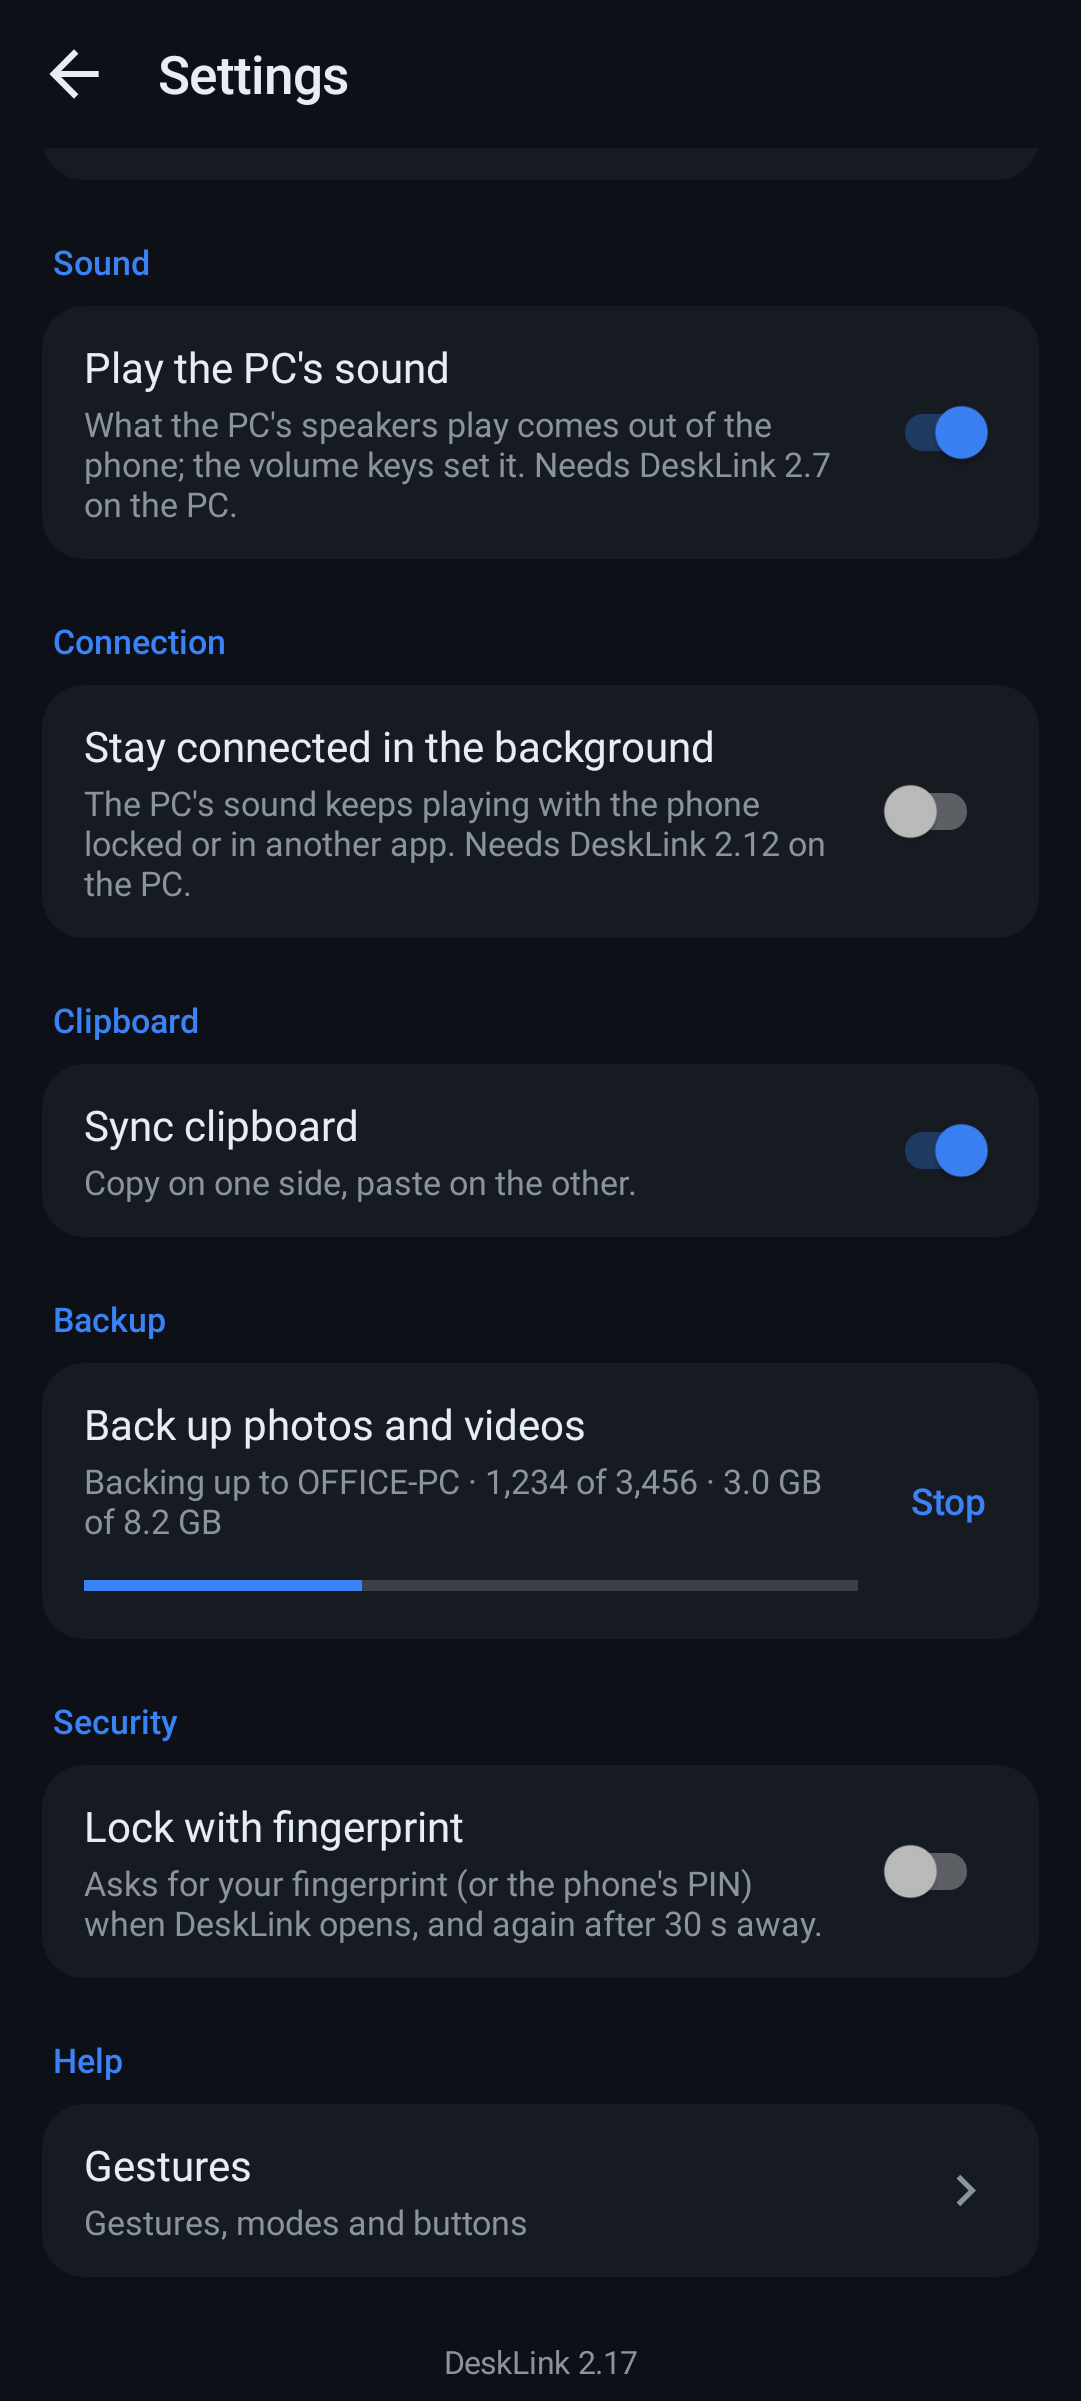 Settings
Sound
Play the PC's sound
What the PC's speakers play comes out of the
phone; the volume keys set it. Needs DeskLink 2.7
on the PC.
Connection
Stay connected in the background
The PC's sound keeps playing with the phone
locked or in another app. Needs DeskLink 2.12 on
the PC.
Clipboard
Sync clipboard
Copy on one side, paste on the other.
Backup
Back up photos and videos
Backing up to OFFICE-PC · 1,234 of 3,456 · 3.0 GB
of 8.2 GB
Stop
Security
Lock with fingerprint
Asks for your fingerprint (or the phone's PIN)
when DeskLink opens, and again after 30 s away.
Help
Gestures
Gestures, modes and buttons
DeskLink 2.17